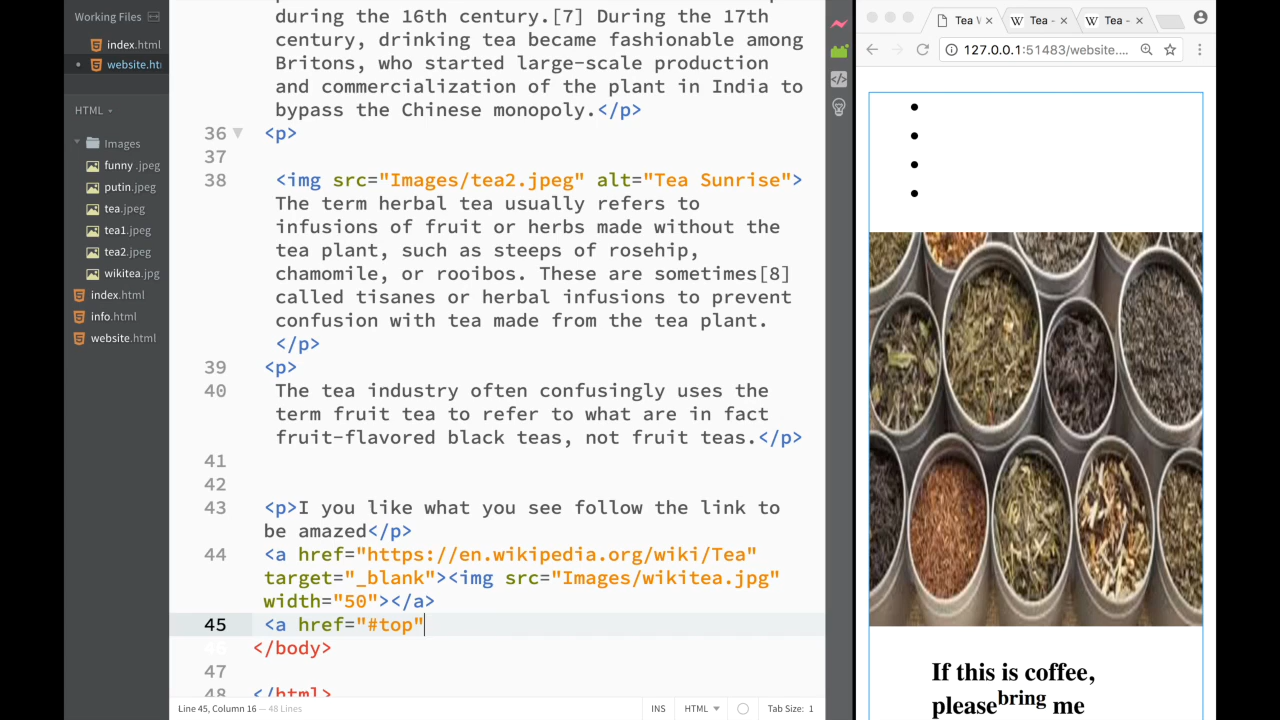 Working Files
index.html
website.ht
HTML
Images
funny .jpeg
putin.jpeg
tea.jpeg
tea1.jpeg
tea2.jpeg
wikitea.jpg
index.html
info.html
website.html
during the 16th century.[7] During the 17th
century, drinking tea became fashionable among
Britons, who started large-scale production
and commercialization of the plant in India to
bypass the Chinese monopoly.</p>
36 <p>
37
38 <img src="Images/tea2.jpeg" alt="Tea Sunrise">
The term herbal tea usually refers to
infusions of fruit or herbs made without the
tea plant, such as steeps of rosehip,
chamomile, or rooibos. These are sometimes[8]
called tisanes or herbal infusions to prevent
confusion with tea made from the tea plant.
</p>
39 <p>
40 The tea industry often confusingly uses the
term fruit tea to refer to what are in fact
fruit-flavored black teas, not fruit teas.</p>
41
42
43 <p>I you like what you see follow the link to
be amazed</p>
44 <a href="https://en.wikipedia.org/wiki/Tea"
target="_blank"><img src="Images/wikitea.jpg"
width="50"></a>
45 <a href="#top"
46 </body>
47
48 </html>
Line 45, Column 16 — 48 Lines
INS HTML Tab Size: 1
Tea W Tea - W Tea -
127.0.0.1:51483/website....
If this is coffee,
please bring me